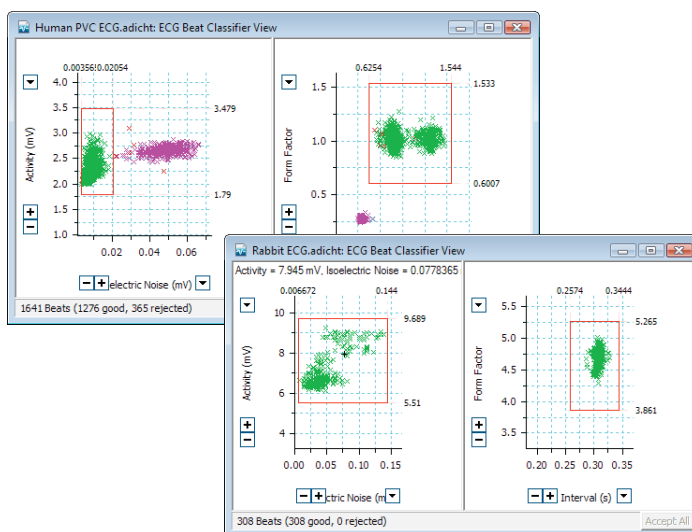 Human PVC ECG.adicht: ECG Beat Classifier View
0.02054
4.0
3.5
3.0
2.5
2.0
1.5
1.0
Activity (mV)
3.479
1.79
0.02 0.04 0.06
electric Noise (mV)
0.6254 1.544
1.5
1.0
0.5
Form Factor
1.533
0.6007
1641 Beats (1276 good, 365 rejected)
Rabbit ECG.adicht: ECG Beat Classifier View
Activity = 7.945 mV, Isoelectric Noise = 0.0778365
0.006672 0.144
10
8
6
4
Activity (mV)
9.689
5.51
0.00 0.05 0.10 0.15
ctric Noise (m
0.2574 0.3444
5.5
5.0
4.5
4.0
3.5
Form Factor
5.265
3.861
0.20 0.25 0.30 0.35
Interval (s)
308 Beats (308 good, 0 rejected)
Accept All